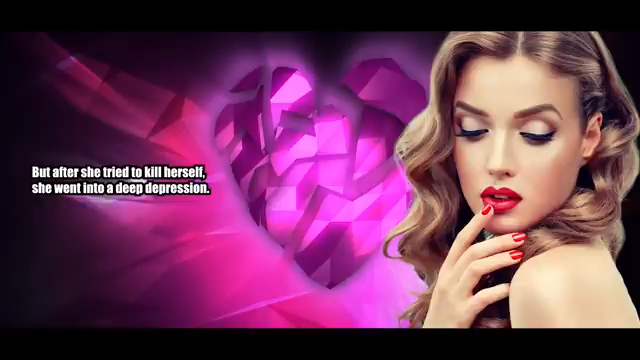 But after she tried to kill herself,
she went into a deep depression.